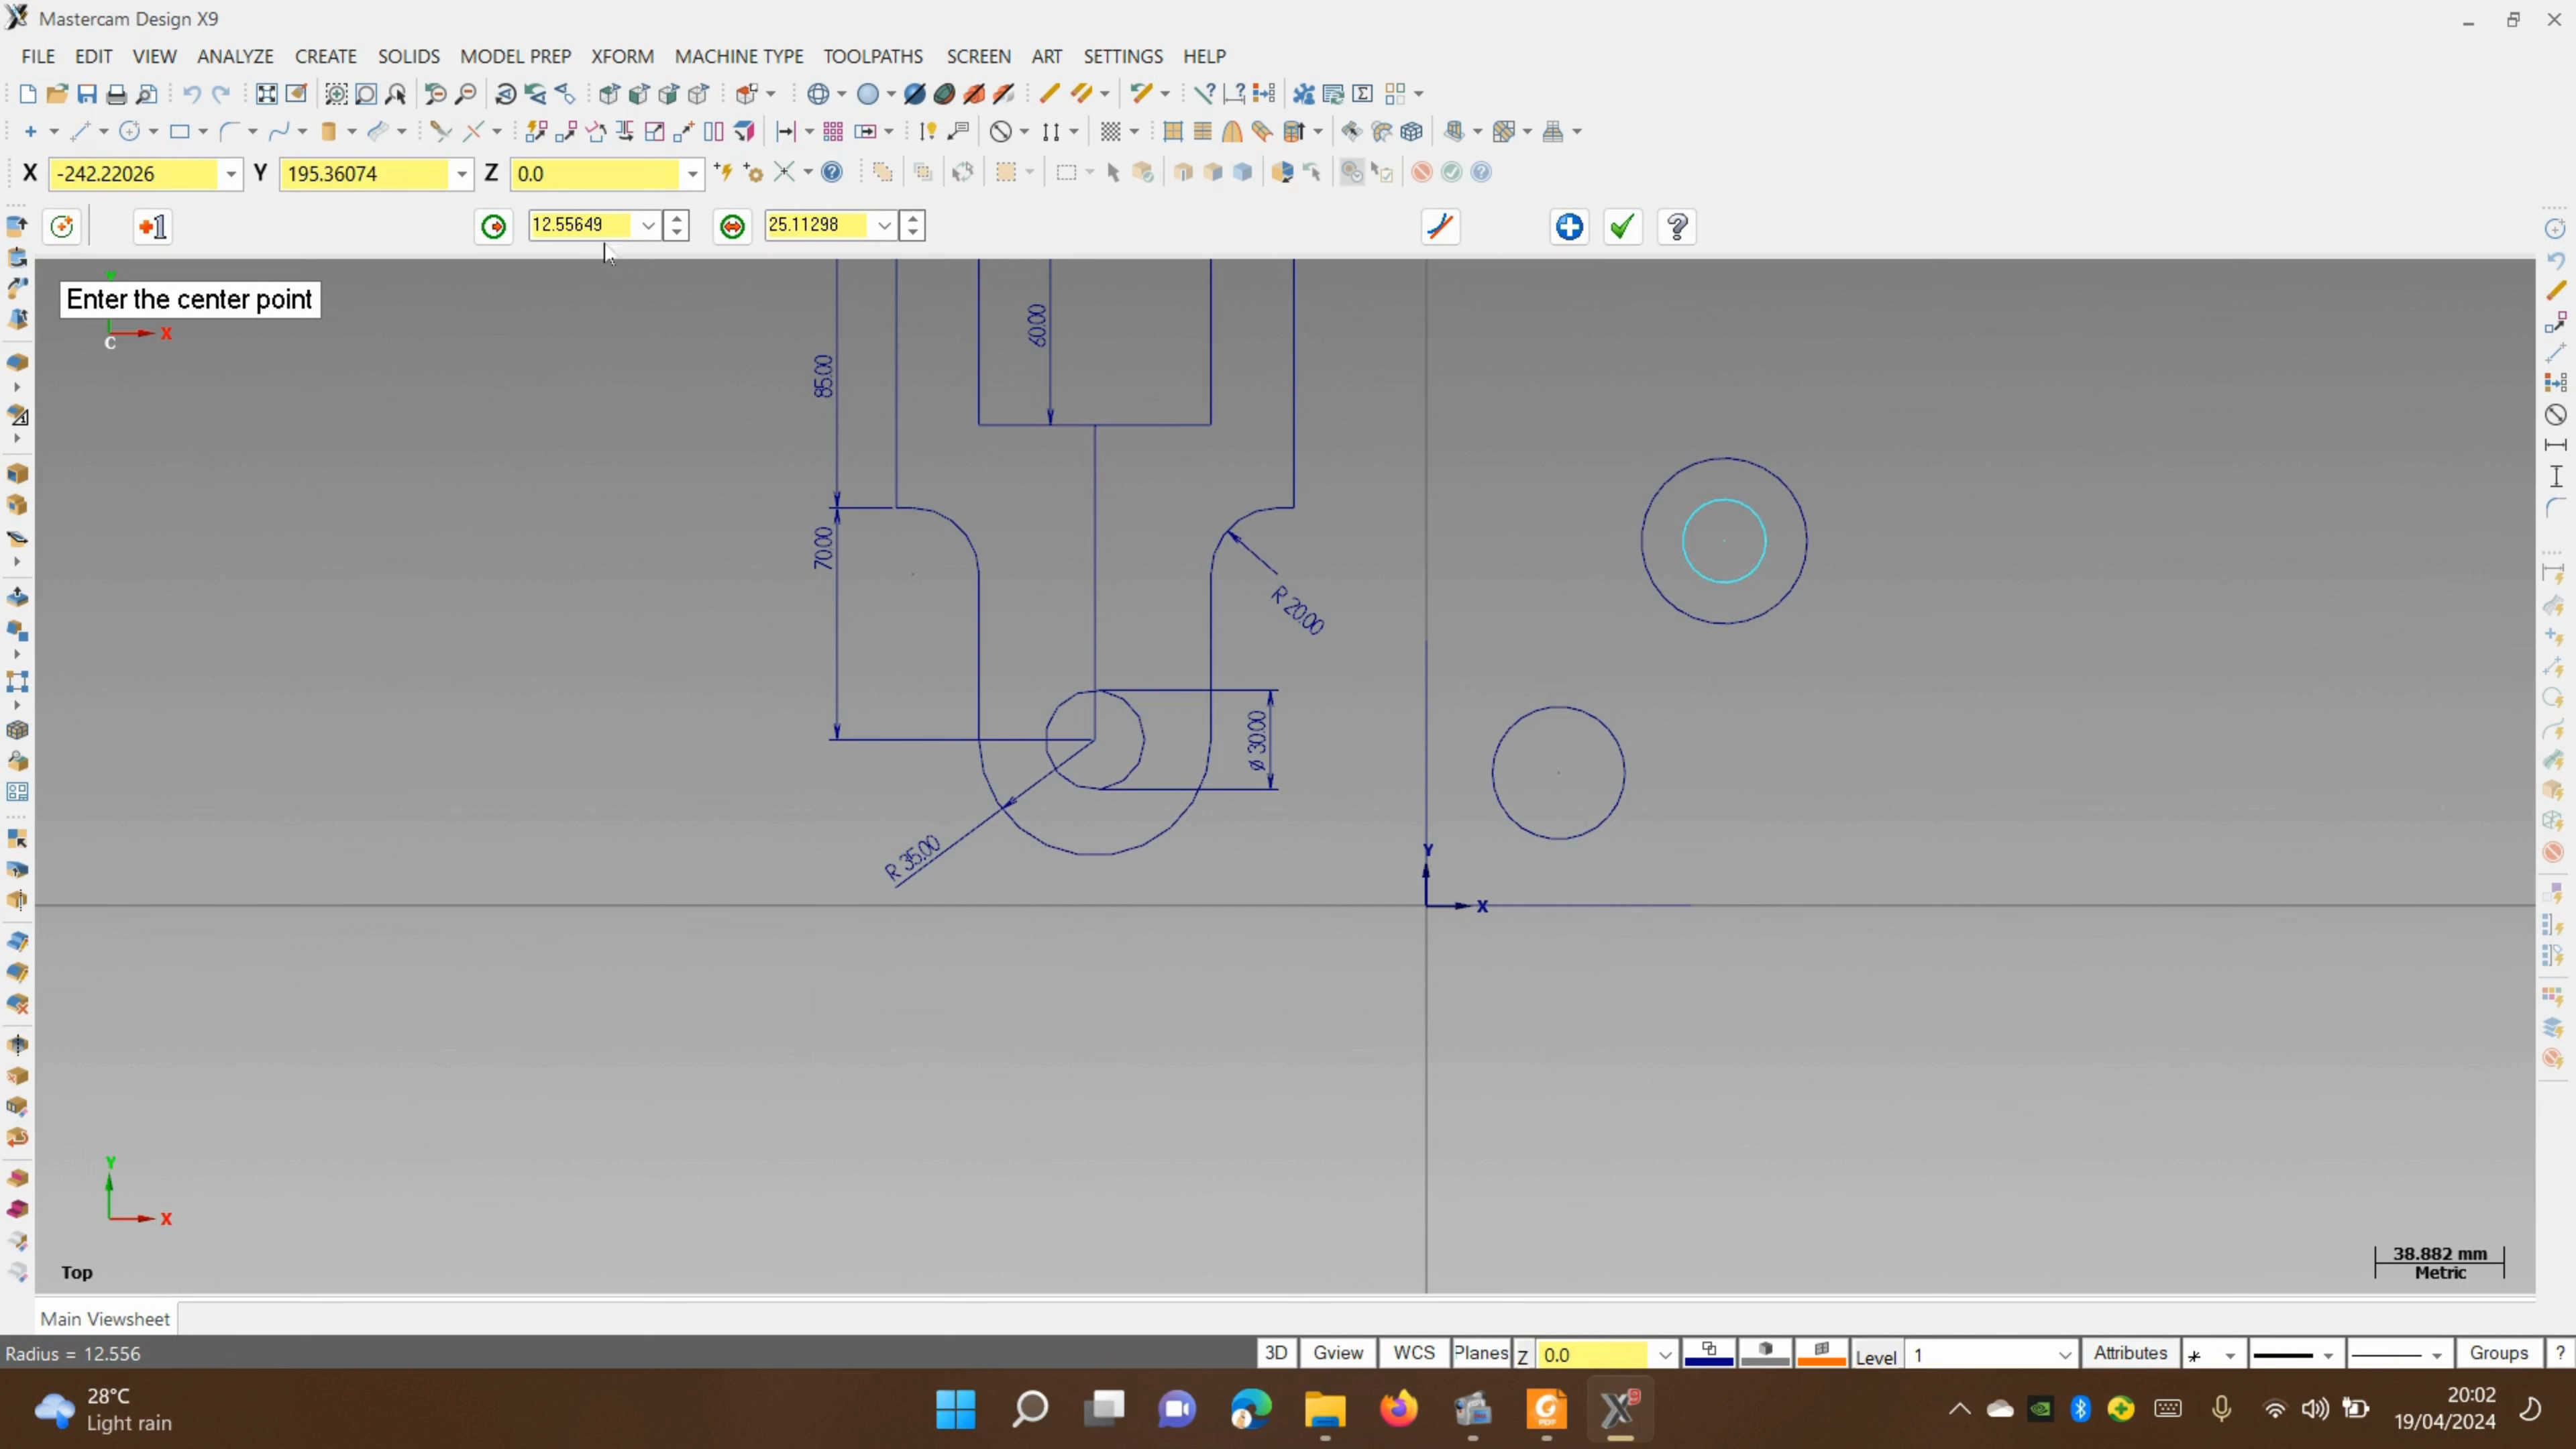 Mastercam Design X9
FILE EDIT VIEW ANALYZE CREATE SOLIDS MODEL PREP XFORM MACHINE TYPE TOOLPATHS SCREEN ART SETTINGS HELP
X -242.22026 Y 195.36074 Z 0.0
12.55649 25.11298
Enter the center point
X
C
60.00
85.00
70.00
R 20.00
Ø 30.00
R 35.00
Y
X
Y
X
Top
38.882 mm
Metric
Main Viewsheet
Radius = 12.556
3D Gview WCS Planes Z 0.0 Level 1 Attributes Groups ?
28°C
Light rain
20:02
19/04/2024